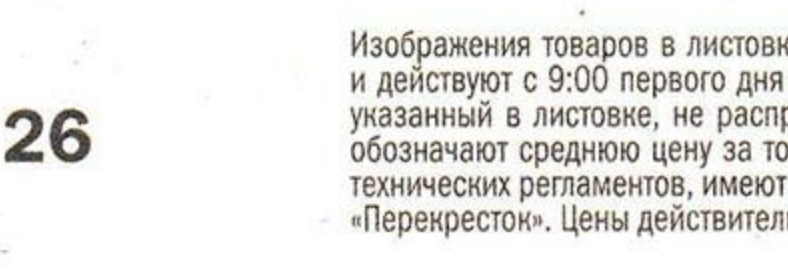 26
Изображения товаров в листовк
и действуют с 9:00 первого дня
указанный в листовке, не распр
обозначают среднюю цену за то
технических регламентов, имеют
«Перекресток». Цены действител